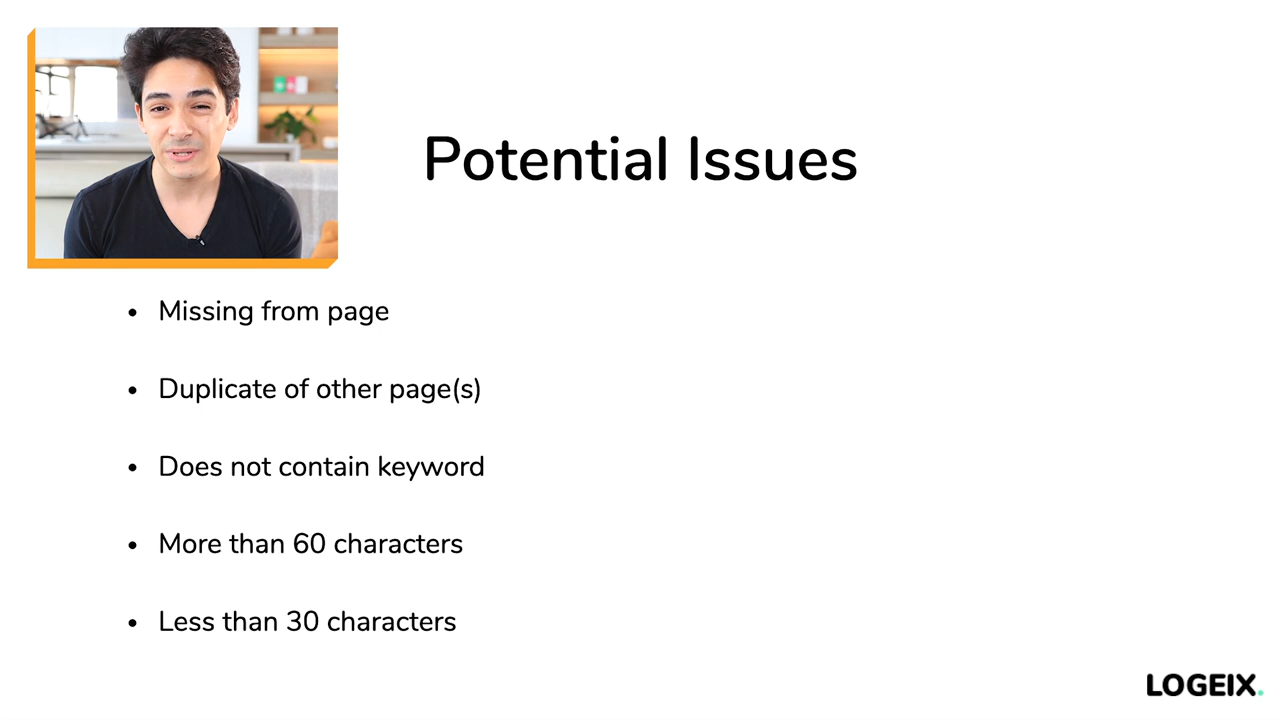 Potential Issues
Missing from page
Duplicate of other page(s)
Does not contain keyword
More than 60 characters
Less than 30 characters
LOGEIX.